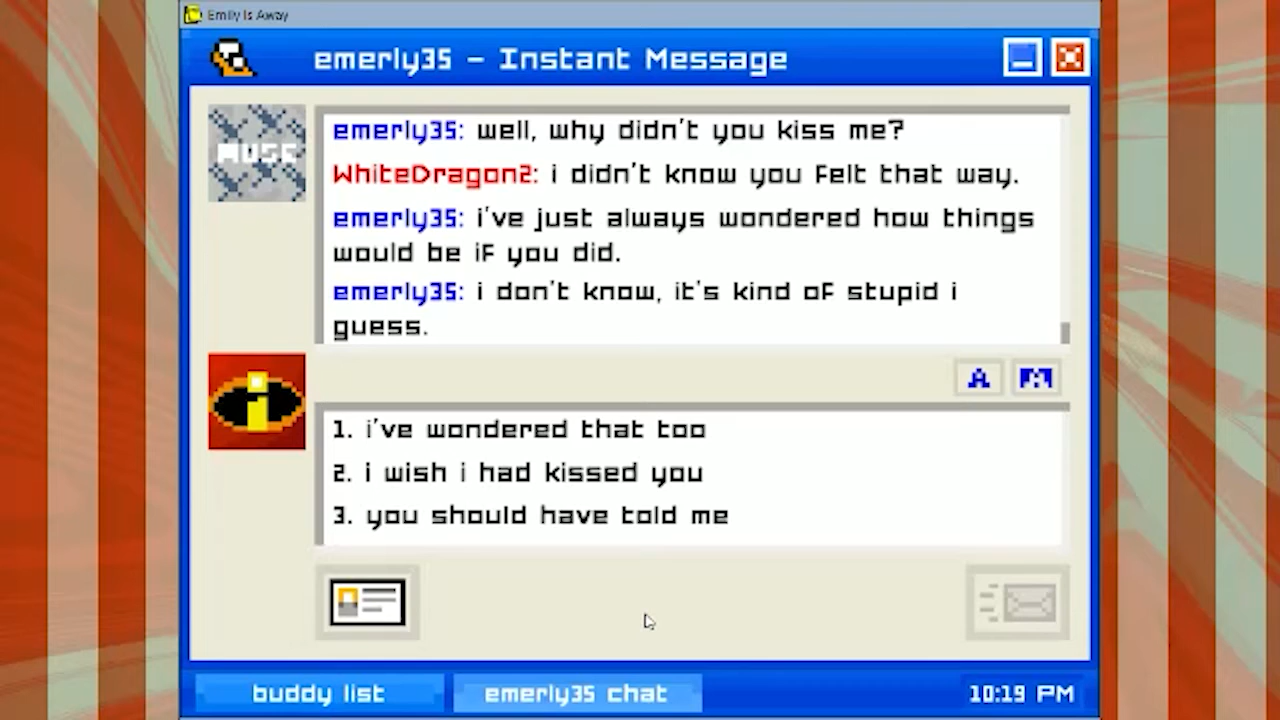 Emily Is Away
emerly35 - Instant Message
MUSE
emerly35: well, why didn't you kiss me?
WhiteDragon2: i didn't know you felt that way.
emerly35: i've just always wondered how things
would be if you did.
emerly35: i don't know, it's kind of stupid i
guess.
i
A
1. i've wondered that too
2. i wish i had kissed you
3. you should have told me
buddy list
emerly35 chat
10:19 PM